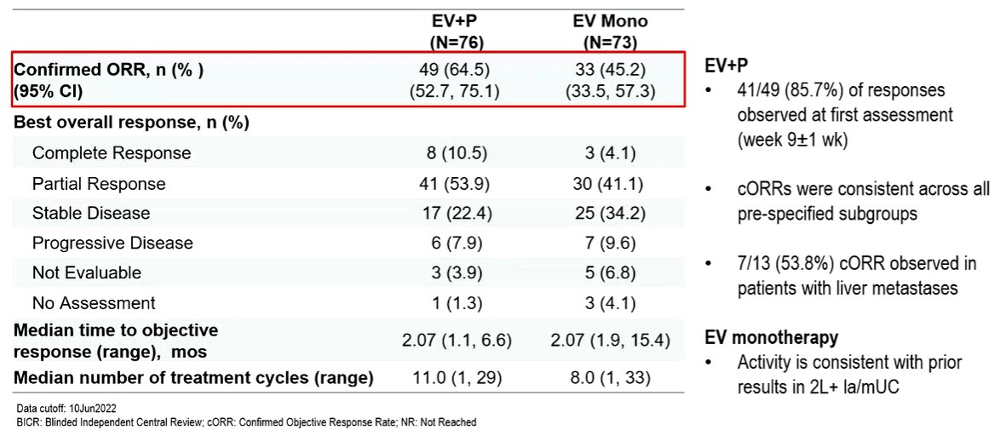 EV+P EV Mono
(N=76) (N=73)
Confirmed ORR, n (% ) 49 (64.5) 33 (45.2)
(95% CI) (52.7, 75.1) (33.5, 57.3)
Best overall response, n (%)
Complete Response 8 (10.5) 3 (4.1)
Partial Response 41 (53.9) 30 (41.1)
Stable Disease 17 (22.4) 25 (34.2)
Progressive Disease 6 (7.9) 7 (9.6)
Not Evaluable 3 (3.9) 5 (6.8)
No Assessment 1 (1.3) 3 (4.1)
Median time to objective
response (range), mos 2.07 (1.1, 6.6) 2.07 (1.9, 15.4)
Median number of treatment cycles (range) 11.0 (1, 29) 8.0 (1, 33)
Data cutoff: 10Jun2022
BICR: Blinded Independent Central Review; cORR: Confirmed Objective Response Rate; NR: Not Reached
EV+P
• 41/49 (85.7%) of responses
observed at first assessment
(week 9±1 wk)
• cORRs were consistent across all
pre-specified subgroups
• 7/13 (53.8%) cORR observed in
patients with liver metastases
EV monotherapy
• Activity is consistent with prior
results in 2L+ la/mUC